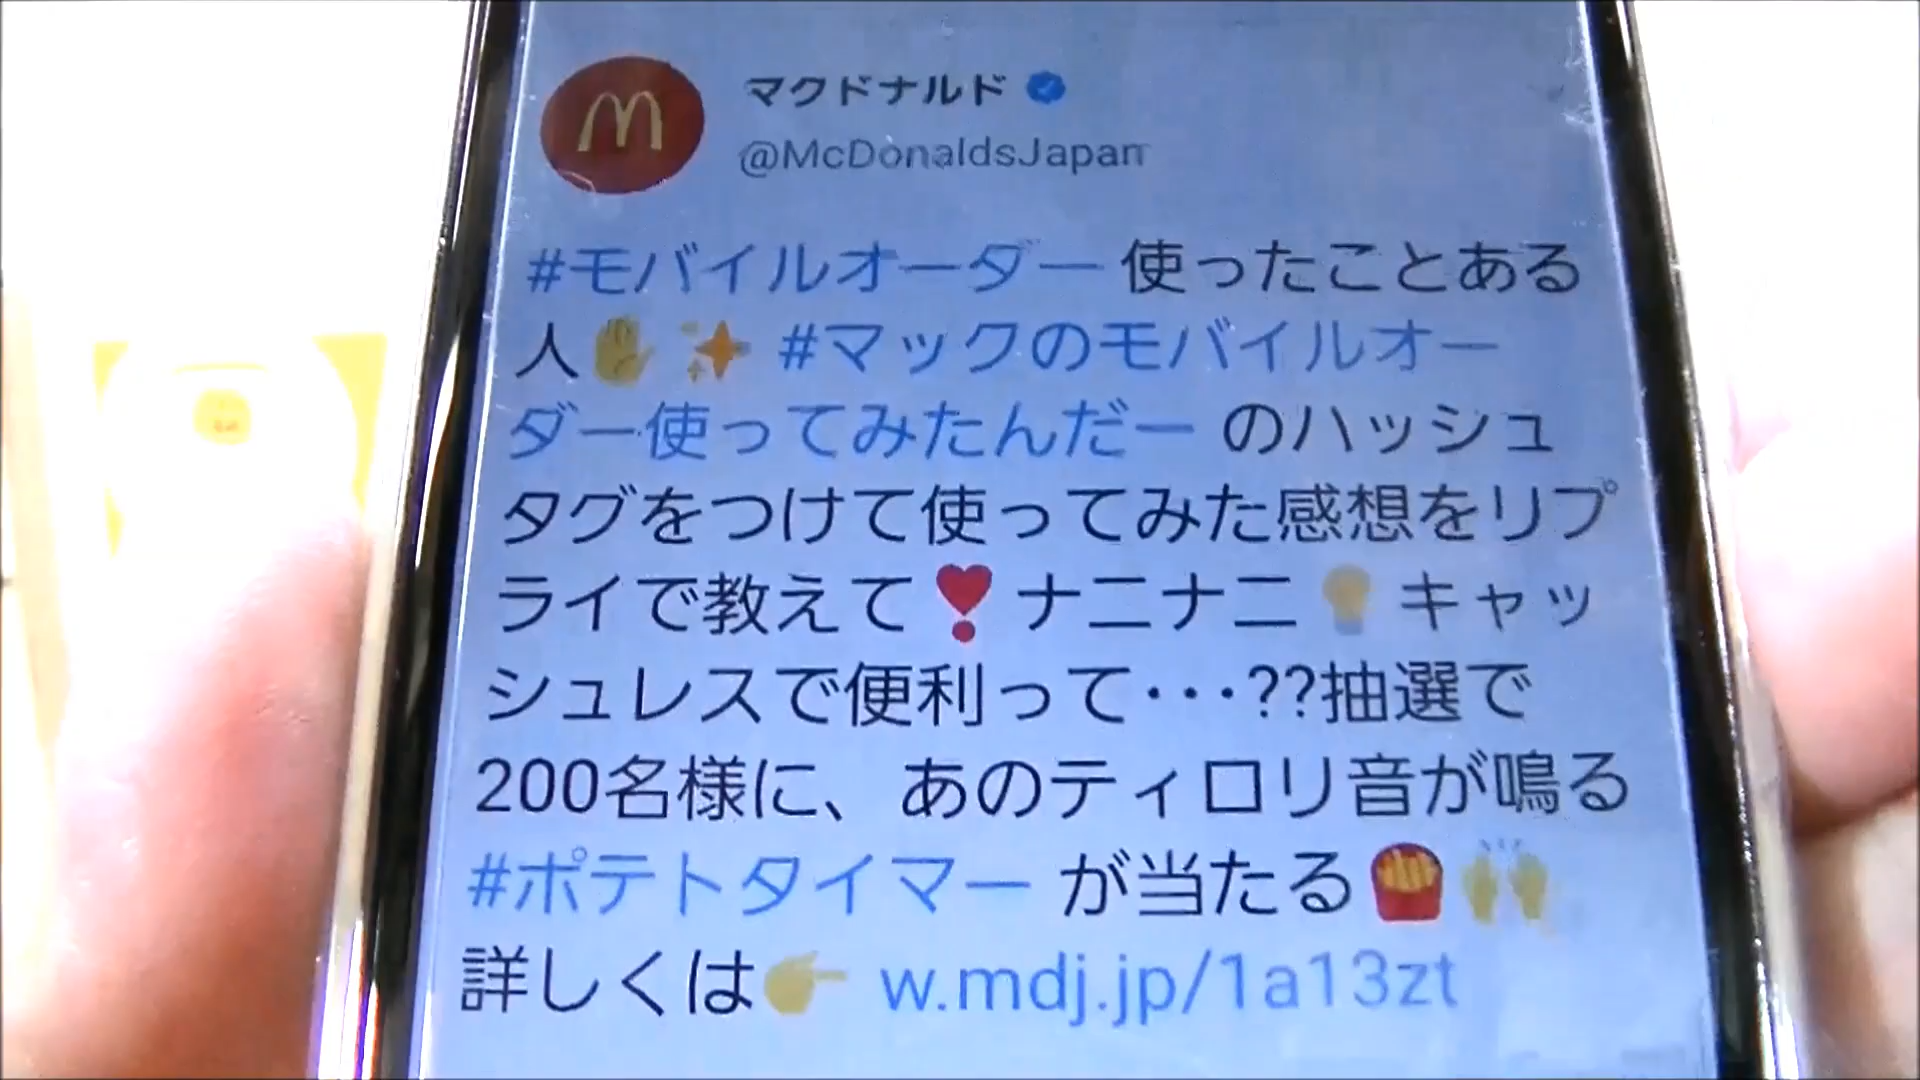 マクドナルド
@McDonaldsJapan
#モバイルオーダー 使ったことある
人✋✨ #マックのモバイルオー
ダー使ってみたんだー のハッシュ
タグをつけて使ってみた感想をリプ
ライで教えて❣ナニナニ💡キャッ
シュレスで便利って･･･??抽選で
200名様に、あのティロリ音が鳴る
#ポテトタイマー が当たる🍟🙌
詳しくは👉 w.mdj.jp/1a13zt